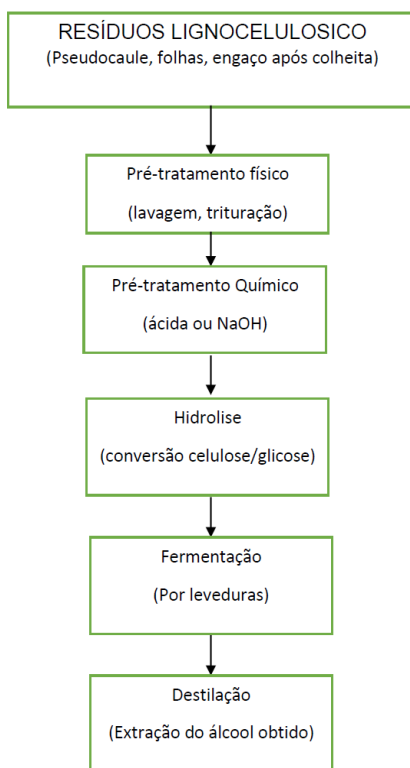 RESÍDUOS LIGNOCELULOSICO
(Pseudocaule, folhas, engaço após colheita)
Pré-tratamento físico
(lavagem, trituração)
Pré-tratamento Químico
(ácida ou NaOH)
Hidrolise
(conversão celulose/glicose)
Fermentação
(Por leveduras)
Destilação
(Extração do álcool obtido)